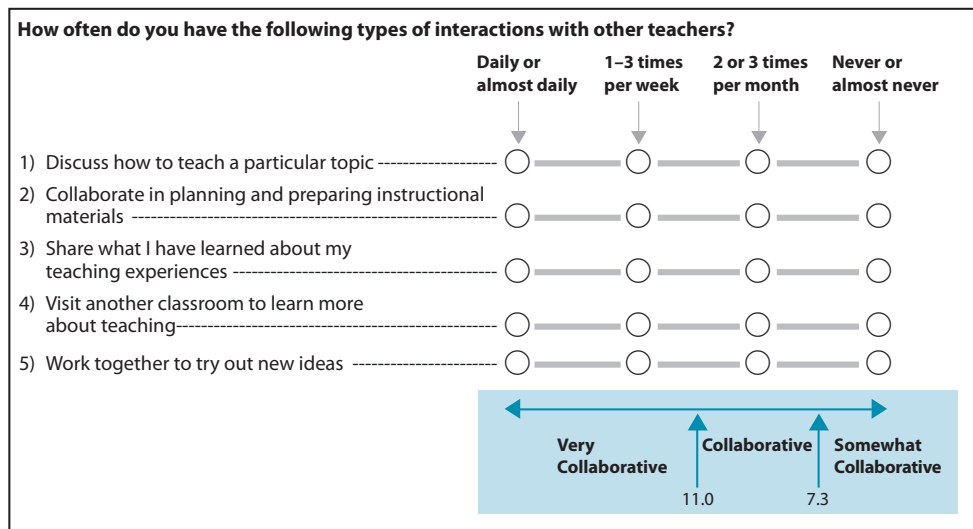 How often do you have the following types of interactions with other teachers?
Daily or almost daily
1–3 times per week
2 or 3 times per month
Never or almost never
1) Discuss how to teach a particular topic
2) Collaborate in planning and preparing instructional
materials
3) Share what I have learned about my
teaching experiences
4) Visit another classroom to learn more
about teaching
5) Work together to try out new ideas
Very Collaborative
Collaborative
Somewhat Collaborative
11.0
7.3